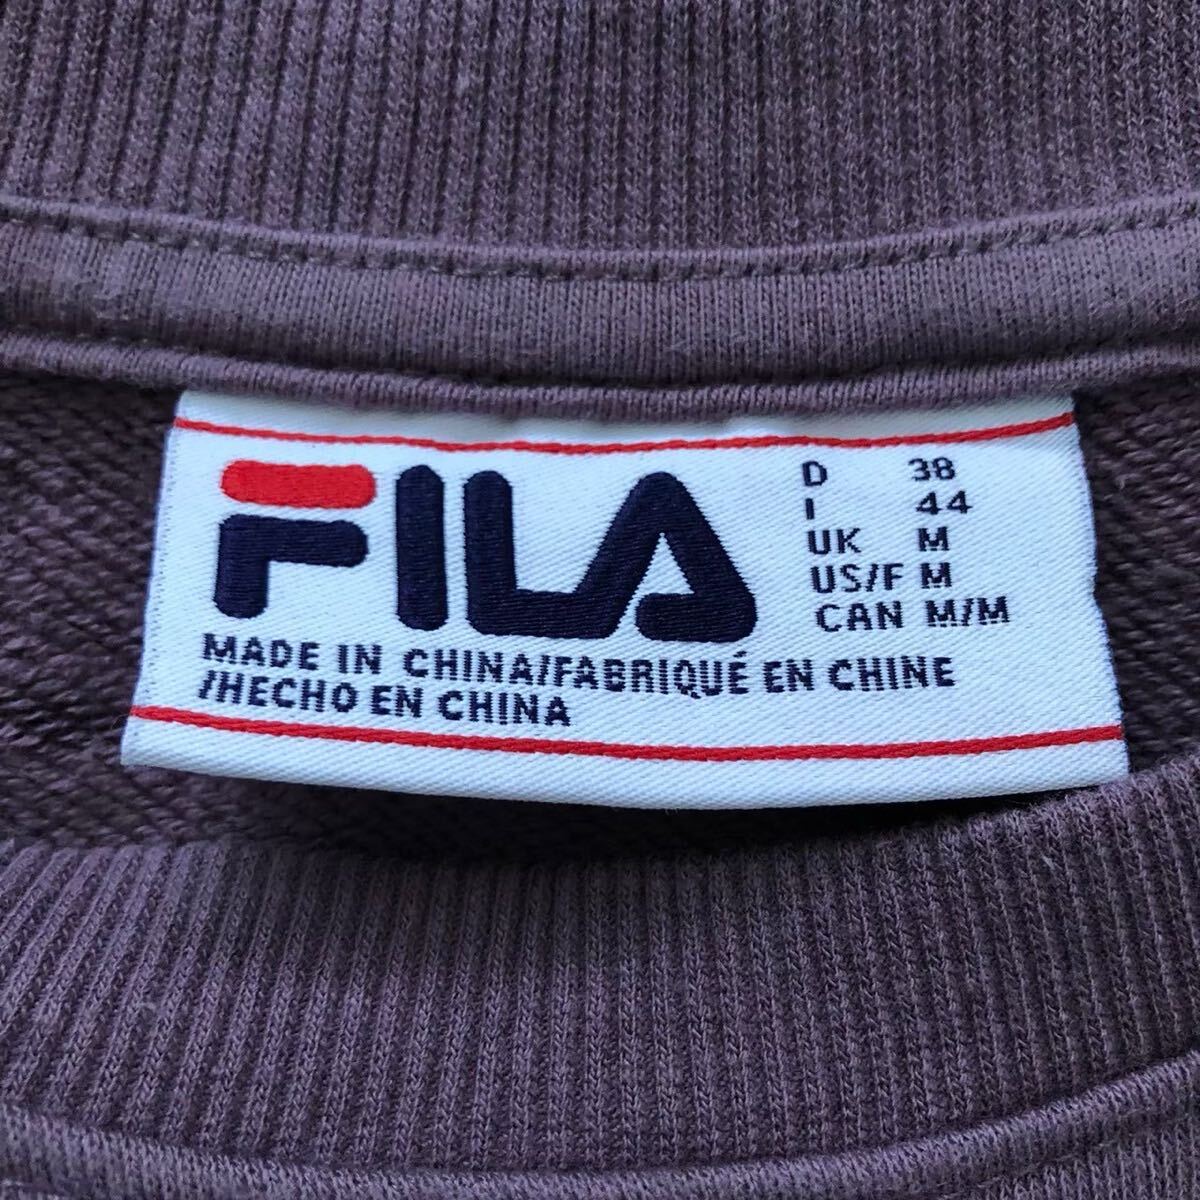 FILA
D 38
I 44
UK M
US/F M
CAN M/M
MADE IN CHINA/FABRIQUÉ EN CHINE
/HECHO EN CHINA